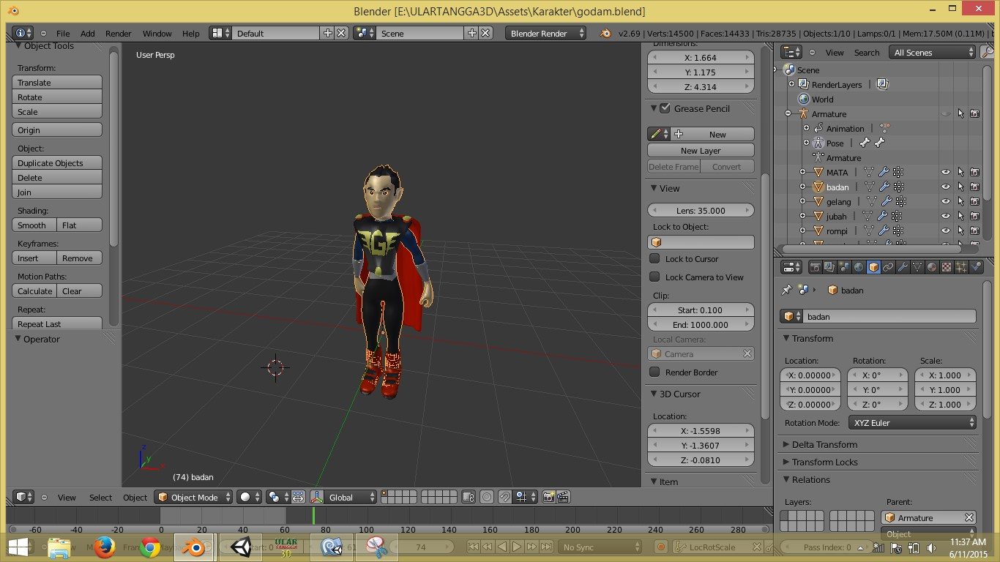 Blender [E:\ULARTANGGA3D\Assets\Karakter\godam.blend]
File Add Render Window Help Default Scene Blender Render v2.69 | Verts:14500 | Faces:14433 | Tris:28735 | Objects:1/10 | Lamps:0/1 | Mem:17.50M (0.11M) |
Object Tools
Transform:
Translate
Rotate
Scale
Origin
Object:
Duplicate Objects
Delete
Join
Shading:
Smooth Flat
Keyframes:
Insert Remove
Motion Paths:
Calculate Clear
Repeat:
Repeat Last
Operator
User Persp
GE
(74) badan
z
y
Dimensions:
X: 1.664
Y: 1.175
Z: 4.314
Grease Pencil
New
New Layer
Delete Frame Convert
View
Lens: 35.000
Lock to Object:
Lock to Cursor
Lock Camera to View
Clip:
Start: 0.100
End: 1000.000
Local Camera:
Camera
Render Border
3D Cursor
Location:
X: -1.5598
Y: -1.3607
Z: -0.0810
Item
View Search All Scenes
Scene
RenderLayers
World
Armature
Animation
Pose
Armature
MATA
badan
gelang
jubah
rompi
badan
badan
Transform
Location: Rotation: Scale:
X: 0.00000 X: 0° X: 1.000
Y: 0.00000 Y: 0° Y: 1.000
Z: 0.00000 Z: 0° Z: 1.000
Rotation Mode: XYZ Euler
Delta Transform
Transform Locks
Relations
Layers: Parent:
Armature
Object
Pass Index: 0
View Select Object Object Mode Global
-60 -40 -20 0 20 40 60 80 100 120 140 160 180 200 220 240 260 280
74 No Sync LocRotScale
ULAR
TANGGA
3D
11:37 AM
6/11/2015